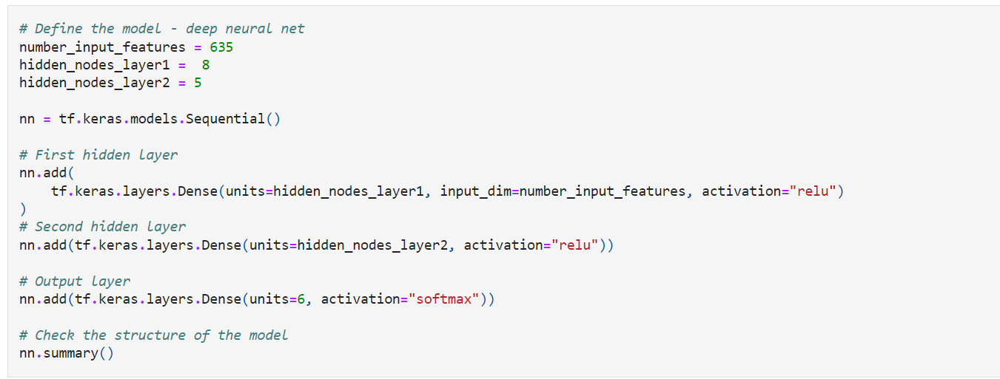 # Define the model - deep neural net
number_input_features = 635
hidden_nodes_layer1 =  8
hidden_nodes_layer2 = 5

nn = tf.keras.models.Sequential()

# First hidden layer
nn.add(
    tf.keras.layers.Dense(units=hidden_nodes_layer1, input_dim=number_input_features, activation="relu")
)
# Second hidden layer
nn.add(tf.keras.layers.Dense(units=hidden_nodes_layer2, activation="relu"))

# Output layer
nn.add(tf.keras.layers.Dense(units=6, activation="softmax"))

# Check the structure of the model
nn.summary()